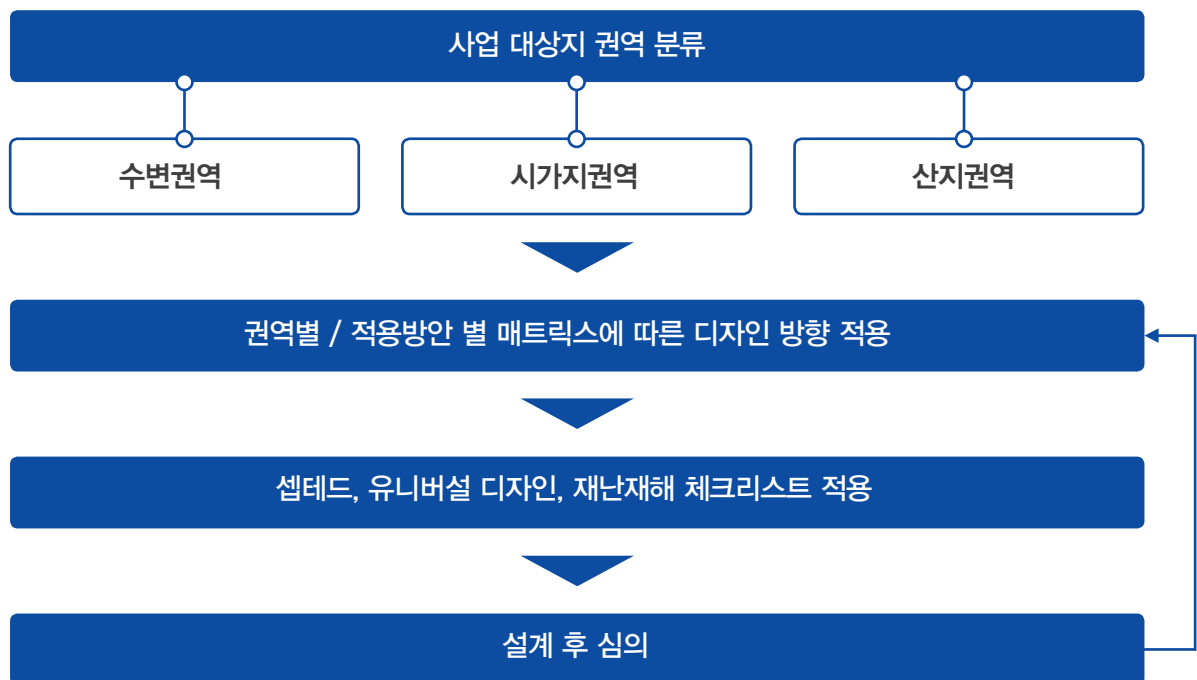 사업 대상지 권역 분류
수변권역
시가지권역
산지권역
권역별 / 적용방안 별 매트릭스에 따른 디자인 방향 적용
셉테드, 유니버설 디자인, 재난재해 체크리스트 적용
설계 후 심의